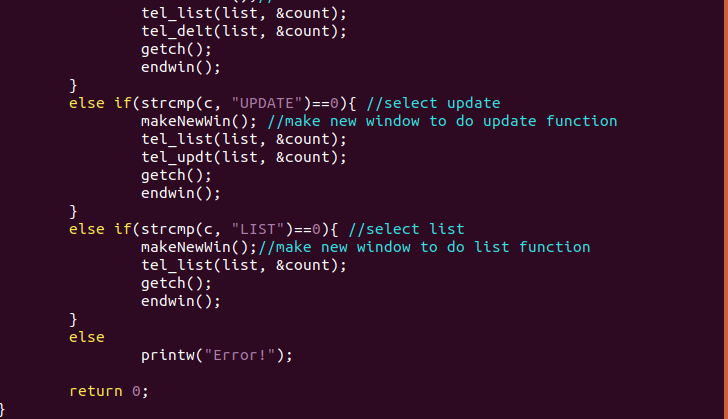 tel_list(list, &count);
tel_delt(list, &count);
getch();
endwin();
}
else if(strcmp(c, "UPDATE")==0){ //select update
makeNewWin(); //make new window to do update function
tel_list(list, &count);
tel_updt(list, &count);
getch();
endwin();
}
else if(strcmp(c, "LIST")==0){ //select list
makeNewWin();//make new window to do list function
tel_list(list, &count);
getch();
endwin();
}
else
printw("Error!");
return 0;
}